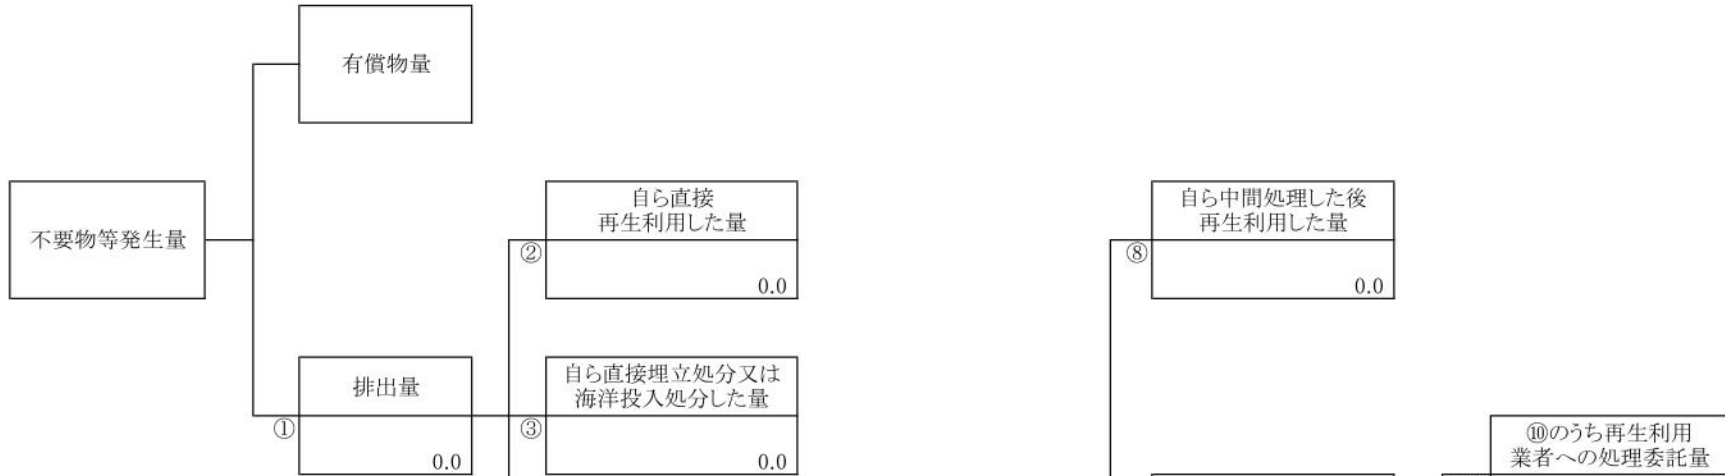 有償物量
不要物等発生量
自ら直接
再生利用した量
②
0.0
自ら中間処理した後
再生利用した量
⑧
0.0
排出量
①
0.0
自ら直接埋立処分又は
海洋投入処分した量
③
0.0
⑩のうち再生利用
業者への処理委託量